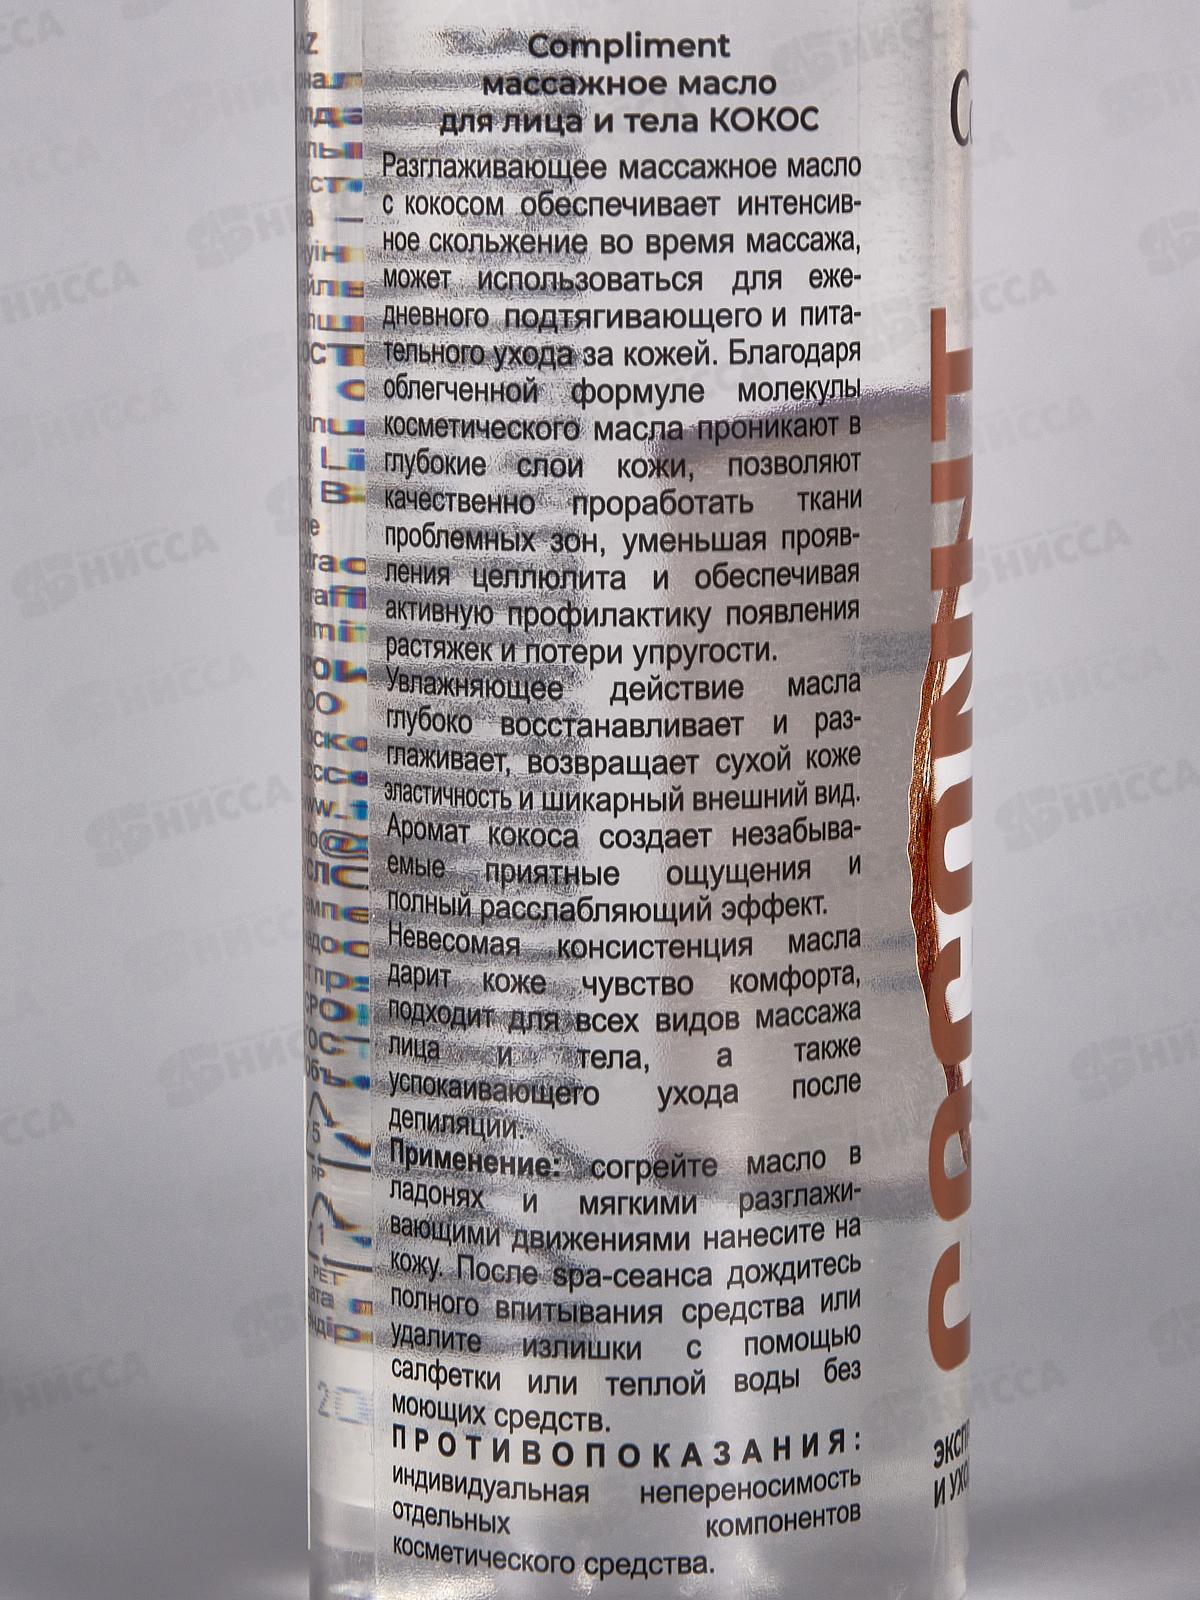 Compliment
массажное масло
для лица и тела КОКОС
Разглаживающее массажное масло
с кокосом обеспечивает интенсив-
ное скольжение во время массажа,
может использоваться для еже-
дневного подтягивающего и пита-
тельного ухода за кожей. Благодаря
облегченной формуле молекулы
косметического масла проникают в
глубокие слои кожи, позволяют
качественно проработать ткани
проблемных зон, уменьшая прояв-
ления целлюлита и обеспечивая
активную профилактику появления
растяжек и потери упругости.
Увлажняющее действие масла
глубоко восстанавливает и раз-
глаживает, возвращает сухой коже
эластичность и шикарный внешний вид.
Аромат кокоса создает незабыва-
емые приятные ощущения и
полный расслабляющий эффект.
Невесомая консистенция масла
дарит коже чувство комфорта,
подходит для всех видов массажа
лица и тела, а также
успокаивающего ухода после
депиляции.
Применение: согрейте масло в
ладонях и мягкими разглажи-
вающими движениями нанесите на
кожу. После spa-сеанса дождитесь
полного впитывания средства или
удалите излишки с помощью
салфетки или теплой воды без
моющих средств.
ПРОТИВОПОКАЗАНИЯ:
индивидуальная непереносимость
отдельных компонентов
косметического средства.
PP
1
PET
НИССА